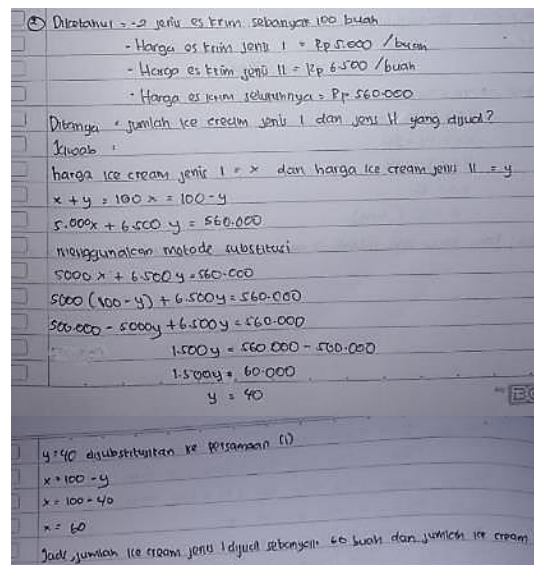 ② Diketahui = - 2 jenis es krim sebanyak 100 buah
- Harga es krim jenis I = Rp 5.000 /buah
- Harga es krim jenis II = Rp 6.500 /buah
- Harga es krim seluruhnya = Rp 560.000
Ditanya = jumlah ice cream jenis I dan jenis II yang dijual?
Jawab :
harga ice cream jenis I = x dan harga ice cream jenis II = y
x + y = 100 x = 100 - y
5.000x + 6.500 y = 560.000
menggunakan metode substitusi
5000 x + 6.500 y = 560.000
5000 (100 - y) + 6.500y = 560.000
500.000 - 5000y + 6.500y = 560.000
1.500y = 560.000 - 500.000
1.500y = 60.000
y = 40
y = 40 disubstitusikan ke persamaan (1)
x = 100 - y
x = 100 - 40
x = 60
Jadi, jumlah ice cream jenis I dijual sebanyak 60 buah dan jumlah ice cream